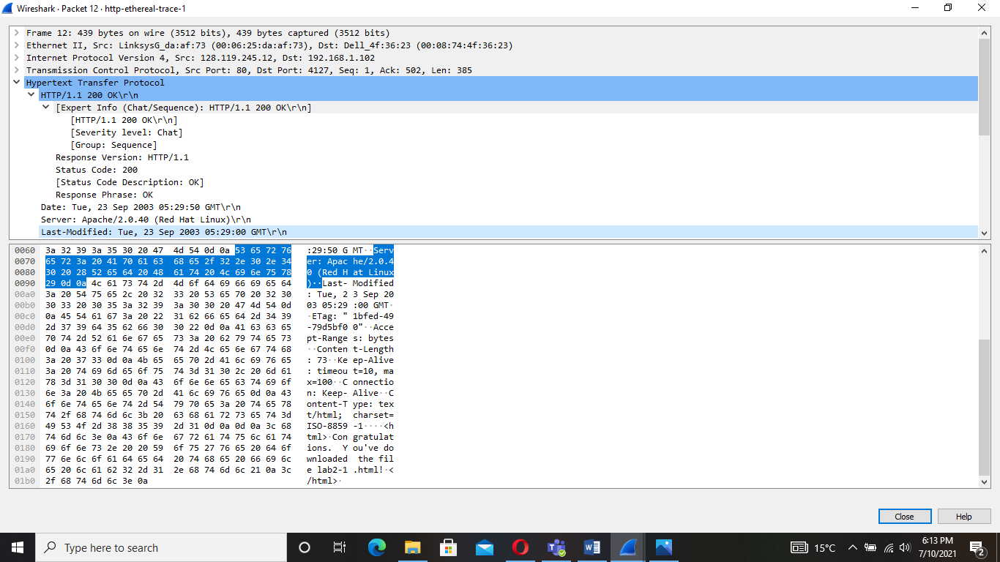 Wireshark · Packet 12 · http-ethereal-trace-1
Frame 12: 439 bytes on wire (3512 bits), 439 bytes captured (3512 bits)
Ethernet II, Src: LinksysG_da:af:73 (00:06:25:da:af:73), Dst: Dell_4f:36:23 (00:08:74:4f:36:23)
Internet Protocol Version 4, Src: 128.119.245.12, Dst: 192.168.1.102
Transmission Control Protocol, Src Port: 80, Dst Port: 4127, Seq: 1, Ack: 502, Len: 385
Hypertext Transfer Protocol
HTTP/1.1 200 OK\r\n
[Expert Info (Chat/Sequence): HTTP/1.1 200 OK\r\n]
[HTTP/1.1 200 OK\r\n]
[Severity level: Chat]
[Group: Sequence]
Response Version: HTTP/1.1
Status Code: 200
[Status Code Description: OK]
Response Phrase: OK
Date: Tue, 23 Sep 2003 05:29:50 GMT\r\n
Server: Apache/2.0.40 (Red Hat Linux)\r\n
Last-Modified: Tue, 23 Sep 2003 05:29:00 GMT\r\n
0060 3a 32 39 3a 35 30 20 47 4d 54 0d 0a 53 65 72 76 :29:50 G MT··Serv
0070 65 72 3a 20 41 70 61 63 68 65 2f 32 2e 30 2e 34 er: Apac he/2.0.4
0080 30 20 28 52 65 64 20 48 61 74 20 4c 69 6e 75 78 0 (Red H at Linux
0090 29 0d 0a 4c 61 73 74 2d 4d 6f 64 69 66 69 65 64 )··Last- Modified
00a0 3a 20 54 75 65 2c 20 32 33 20 53 65 70 20 32 30 : Tue, 2 3 Sep 20
00b0 30 33 20 30 35 3a 32 39 3a 30 30 20 47 4d 54 0d 03 05:29 :00 GMT·
00c0 0a 45 54 61 67 3a 20 22 31 62 66 65 64 2d 34 39 ·ETag: " 1bfed-49
00d0 2d 37 39 64 35 62 66 30 30 22 0d 0a 41 63 63 65 -79d5bf0 0"··Acce
00e0 70 74 2d 52 61 6e 67 65 73 3a 20 62 79 74 65 73 pt-Range s: bytes
00f0 0d 0a 43 6f 6e 74 65 6e 74 2d 4c 65 6e 67 74 68 ··Conten t-Length
0100 3a 20 37 33 0d 0a 4b 65 65 70 2d 41 6c 69 76 65 : 73··Ke ep-Alive
0110 3a 20 74 69 6d 65 6f 75 74 3d 31 30 2c 20 6d 61 : timeou t=10, ma
0120 78 3d 31 30 30 0d 0a 43 6f 6e 6e 65 63 74 69 6f x=100··C onnectio
0130 6e 3a 20 4b 65 65 70 2d 41 6c 69 76 65 0d 0a 43 n: Keep- Alive··C
0140 6f 6e 74 65 6e 74 2d 54 79 70 65 3a 20 74 65 78 ontent-T ype: tex
0150 74 2f 68 74 6d 6c 3b 20 63 68 61 72 73 65 74 3d t/html; charset=
0160 49 53 4f 2d 38 38 35 39 2d 31 0d 0a 0d 0a 3c 68 ISO-8859 -1····<h
0170 74 6d 6c 3e 0a 43 6f 6e 67 72 61 74 75 6c 61 74 tml>·Con gratulat
0180 69 6f 6e 73 2e 20 20 59 6f 75 27 76 65 20 64 6f ions.  Y ou've do
0190 77 6e 6c 6f 61 64 65 64 20 74 68 65 20 66 69 6c wnloaded  the fil
01a0 65 20 6c 61 62 32 2d 31 2e 68 74 6d 6c 21 0a 3c e lab2-1 .html!·<
01b0 2f 68 74 6d 6c 3e 0a /html>·
Close
Help
Type here to search
15°C
6:13 PM
7/10/2021
2